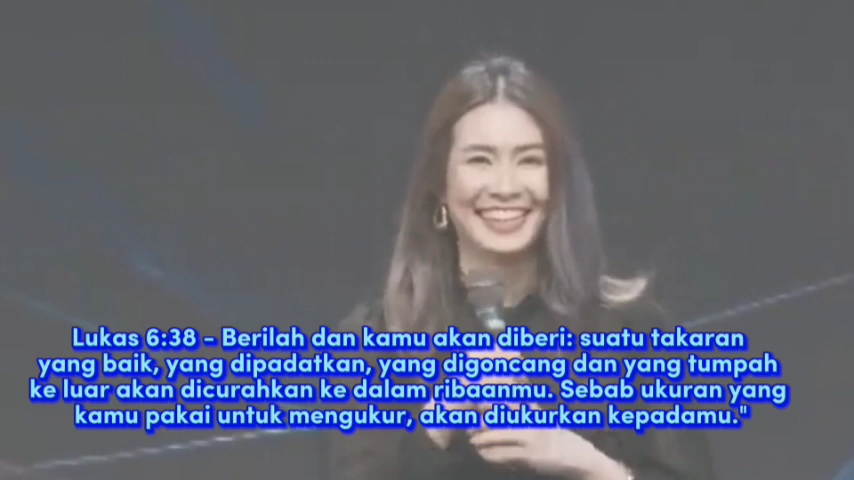 Lukas 6:38 - Berilah dan kamu akan diberi: suatu takaran
yang baik, yang dipadatkan, yang digoncang dan yang tumpah
ke luar akan dicurahkan ke dalam ribaanmu. Sebab ukuran yang
kamu pakai untuk mengukur, akan diukurkan kepadamu."